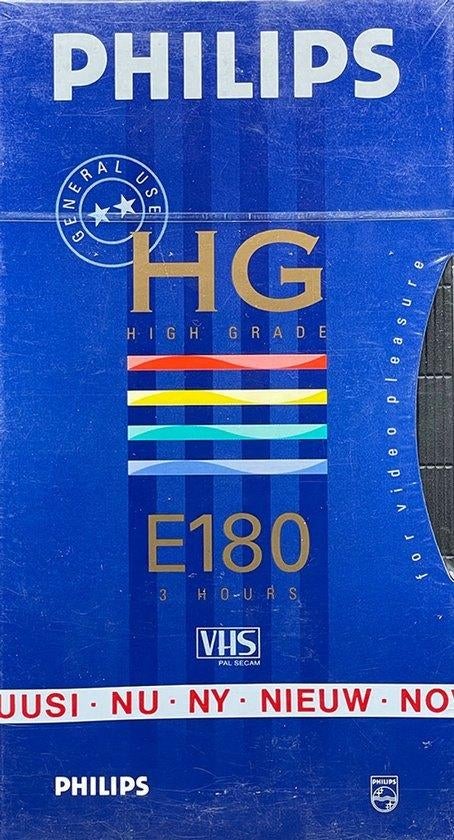 PHILIPS
GENERAL USE
HG
HIGH GRADE
for video pleasure
E180
3 HOURS
VHS
PAL SECAM
UUSI · NU · NY · NIEUW · NO
PHILIPS
PHILIPS